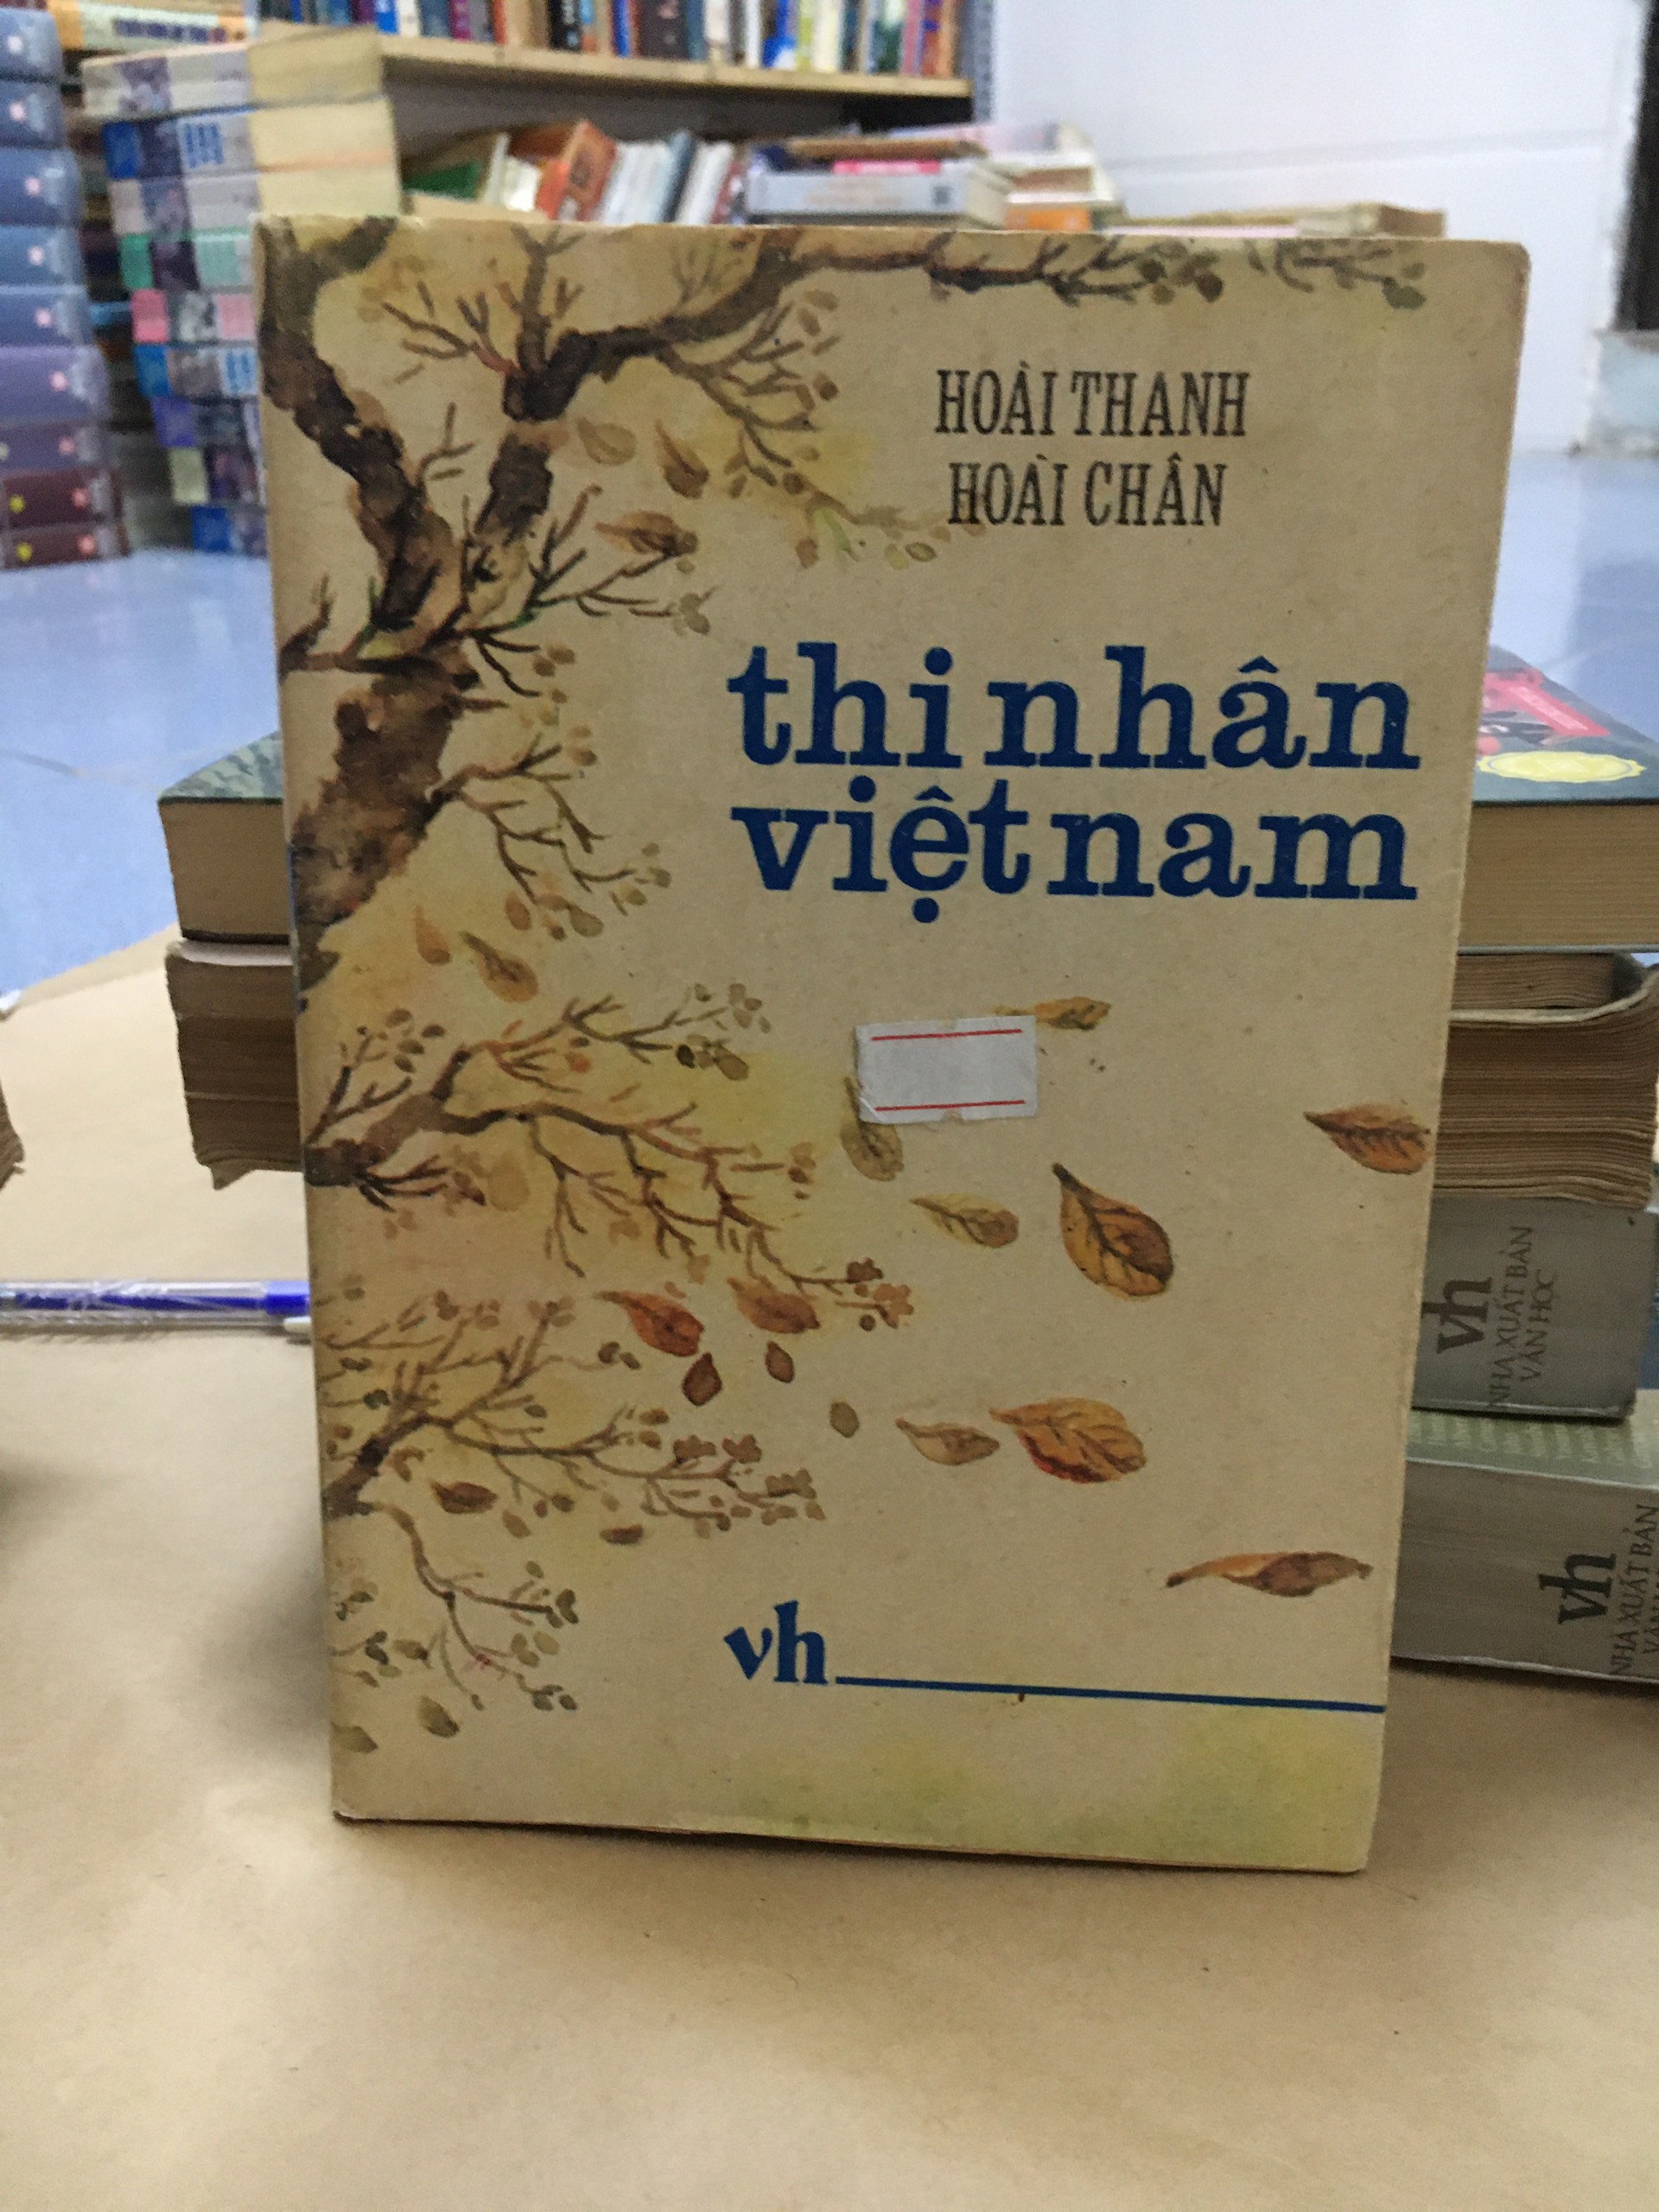 HOÀI THANH
HOÀI CHÂN
thi nhân
việt nam
vh
vh
NHÀ XUẤT BẢN
VĂN HỌC
vh
NHÀ XUẤT BẢN